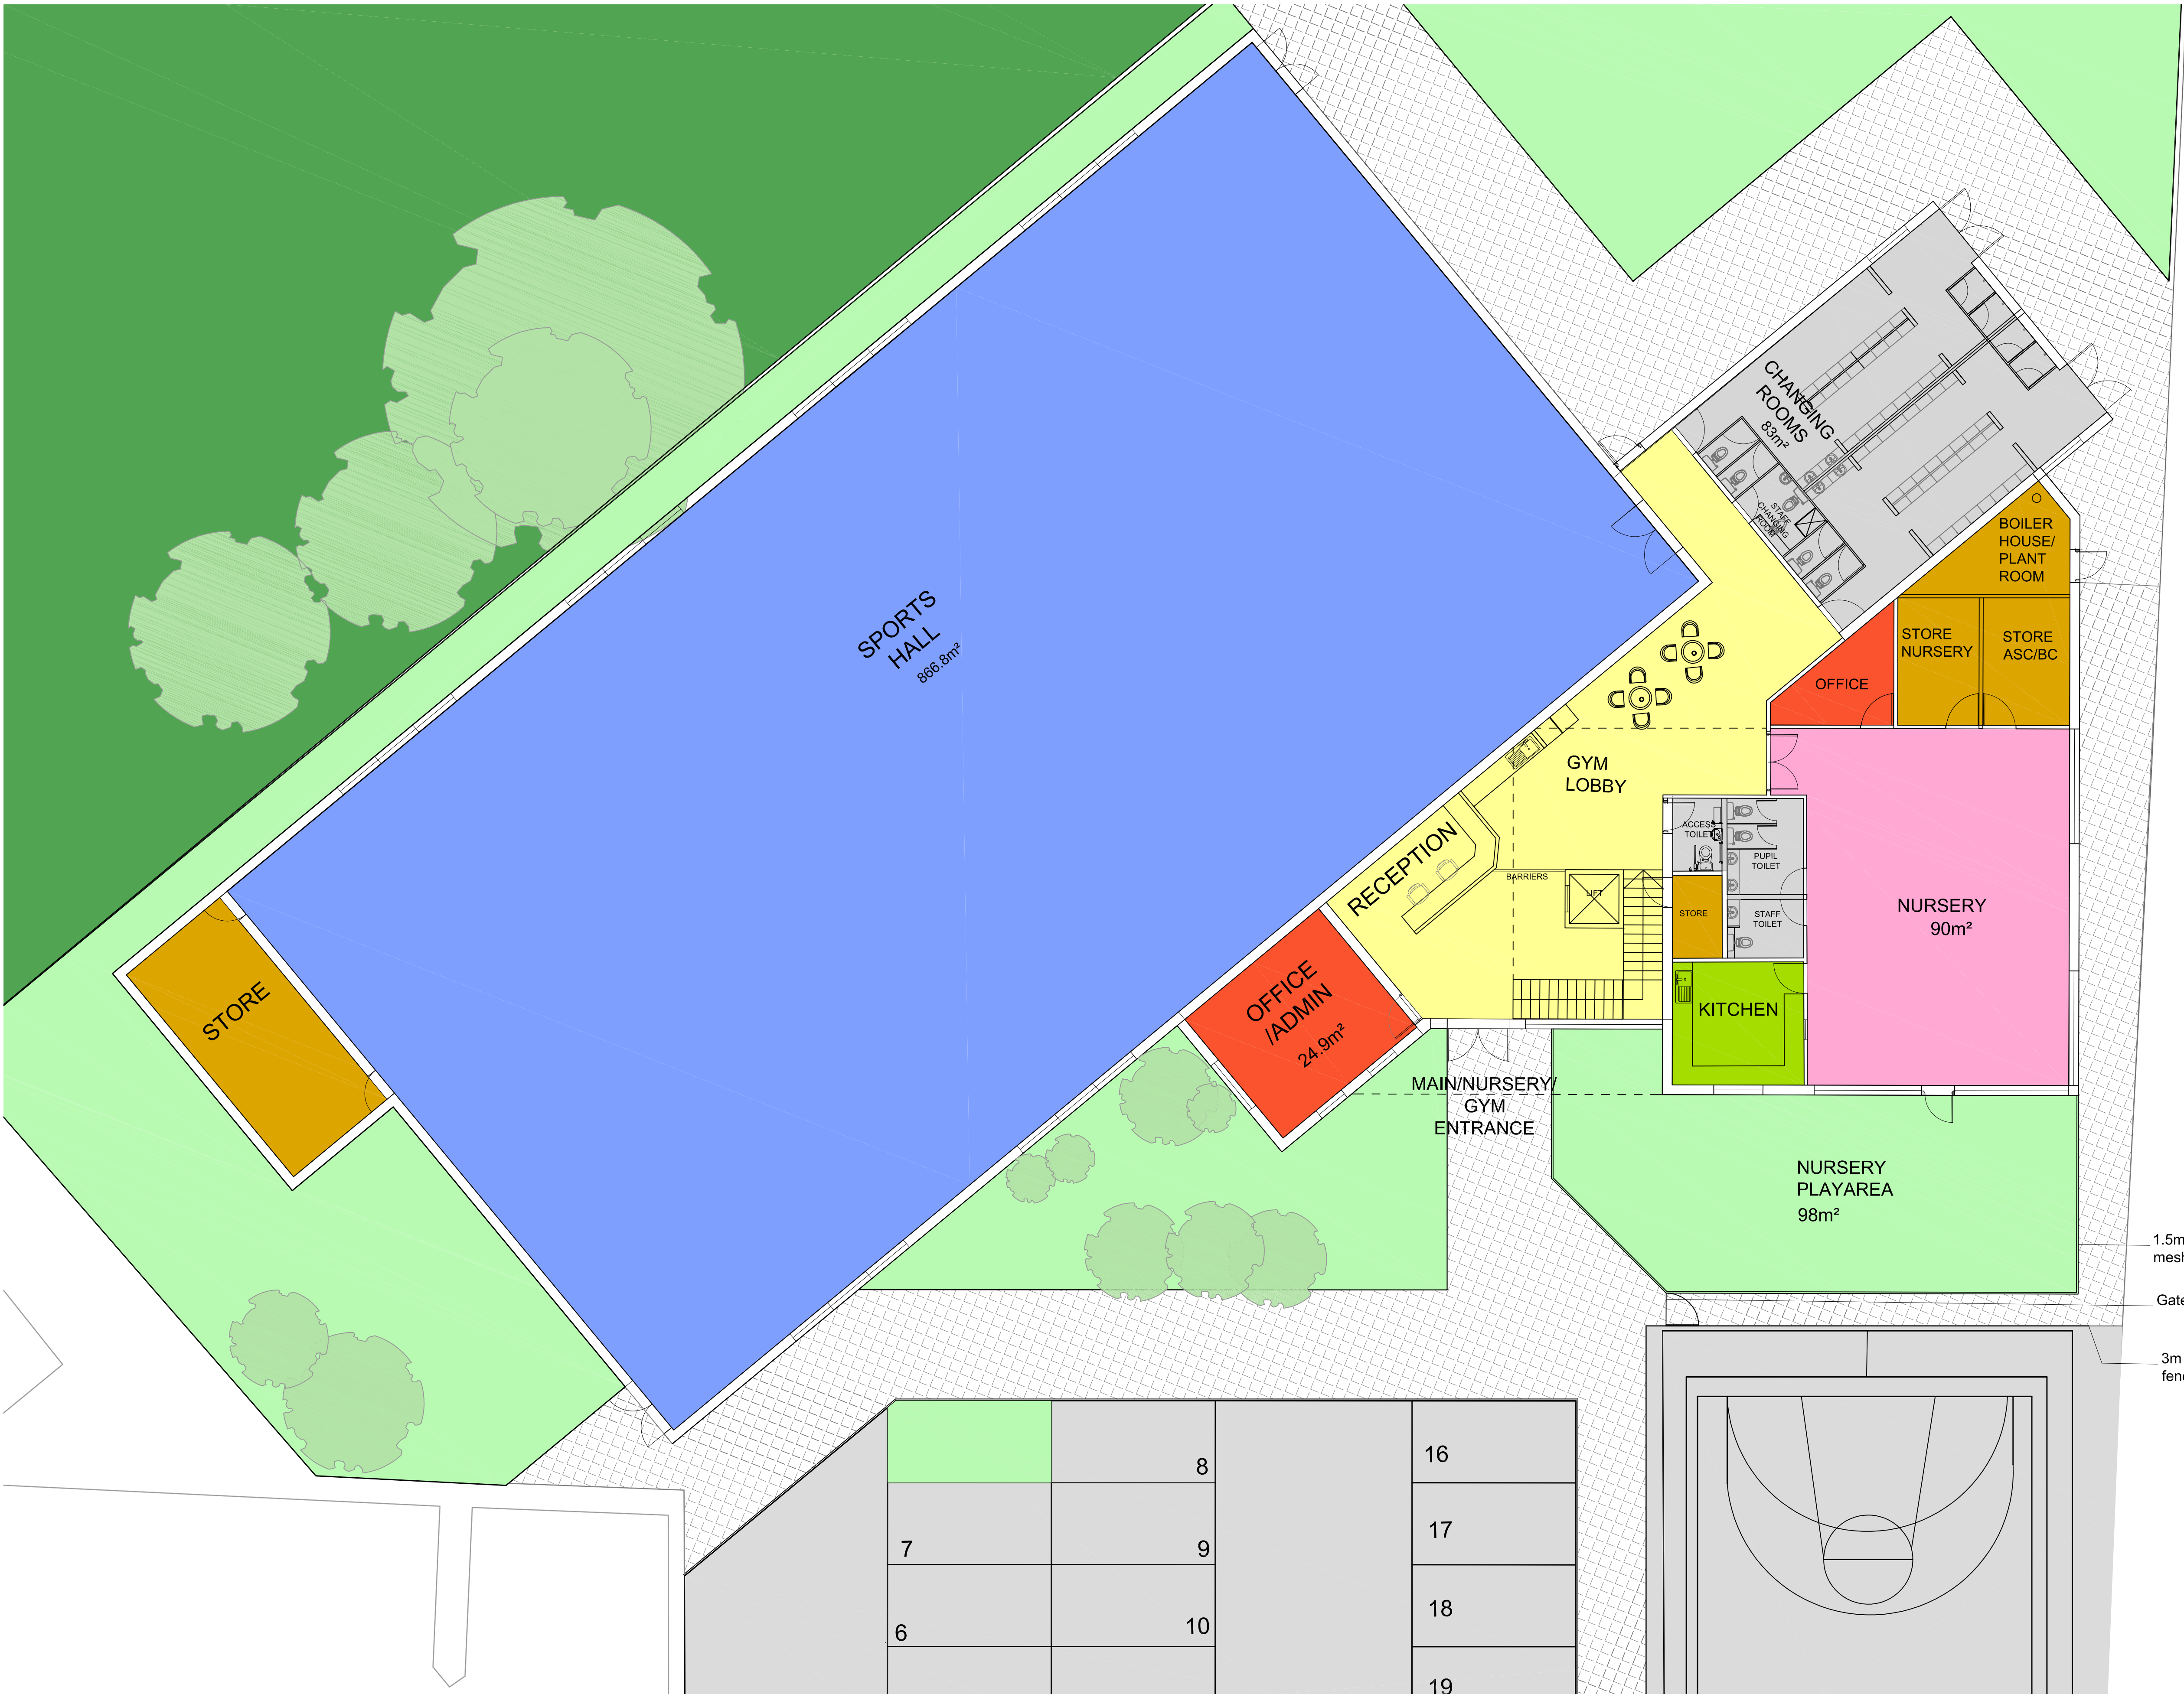 CHANGING
ROOMS
83m²
STAFF
CHANGING
ROOM
BOILER
HOUSE/
PLANT
ROOM
SPORTS
HALL
866.8m²
STORE
NURSERY
STORE
ASC/BC
OFFICE
GYM
LOBBY
RECEPTION
ACCESS
TOILET
PUPIL
TOILET
BARRIERS
LIFT
STORE
STAFF
TOILET
NURSERY
90m²
STORE
OFFICE
/ADMIN
24.9m²
KITCHEN
MAIN/NURSERY/
GYM
ENTRANCE
NURSERY
PLAYAREA
98m²
1.5m
Gate
3m
8
16
7
9
17
6
10
18
19